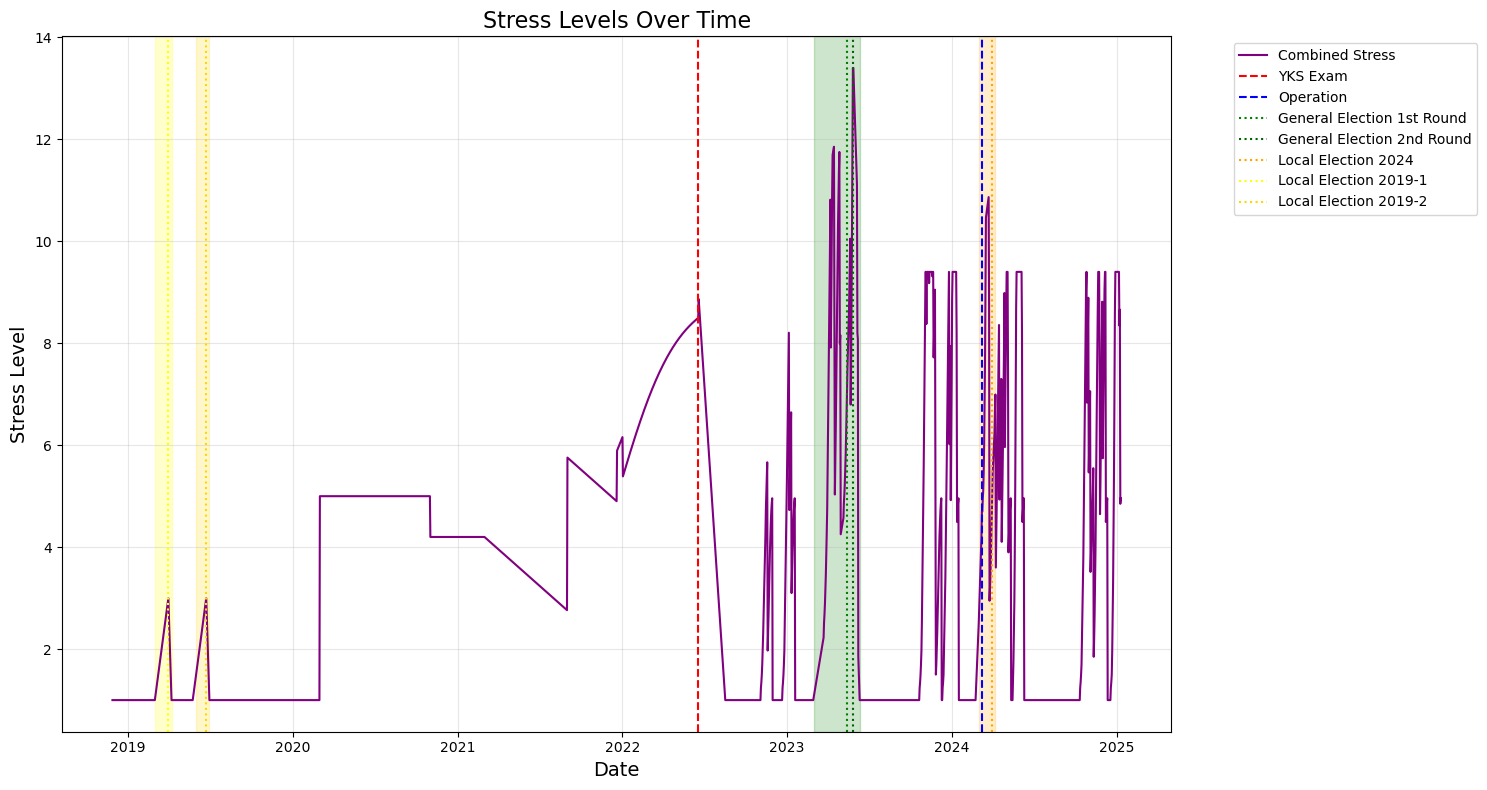 Stress Levels Over Time
Stress Level
14
12
10
8
6
4
2
2019
2020
2021
2022
2023
2024
2025
Date
Combined Stress
YKS Exam
Operation
General Election 1st Round
General Election 2nd Round
Local Election 2024
Local Election 2019-1
Local Election 2019-2